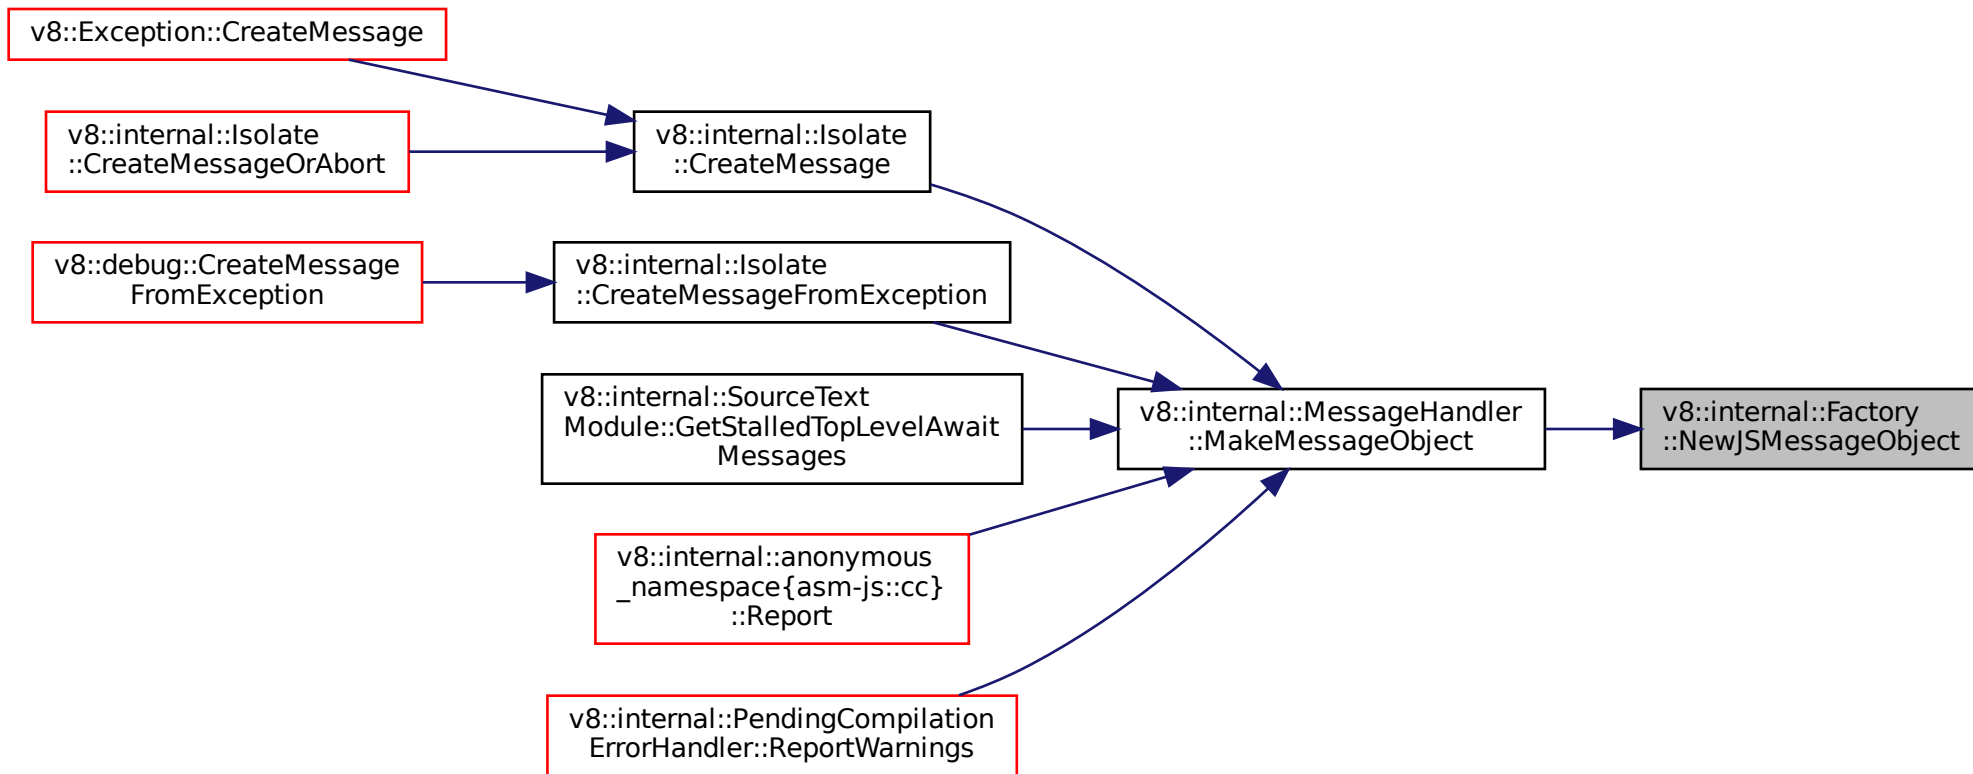 v8::Exception::CreateMessage
v8::internal::Isolate
::CreateMessageOrAbort
v8::internal::Isolate
::CreateMessage
v8::debug::CreateMessage
FromException
v8::internal::Isolate
::CreateMessageFromException
v8::internal::SourceText
Module::GetStalledTopLevelAwait
Messages
v8::internal::MessageHandler
::MakeMessageObject
v8::internal::Factory
::NewJSMessageObject
v8::internal::anonymous
_namespace{asm-js::cc}
::Report
v8::internal::PendingCompilation
ErrorHandler::ReportWarnings